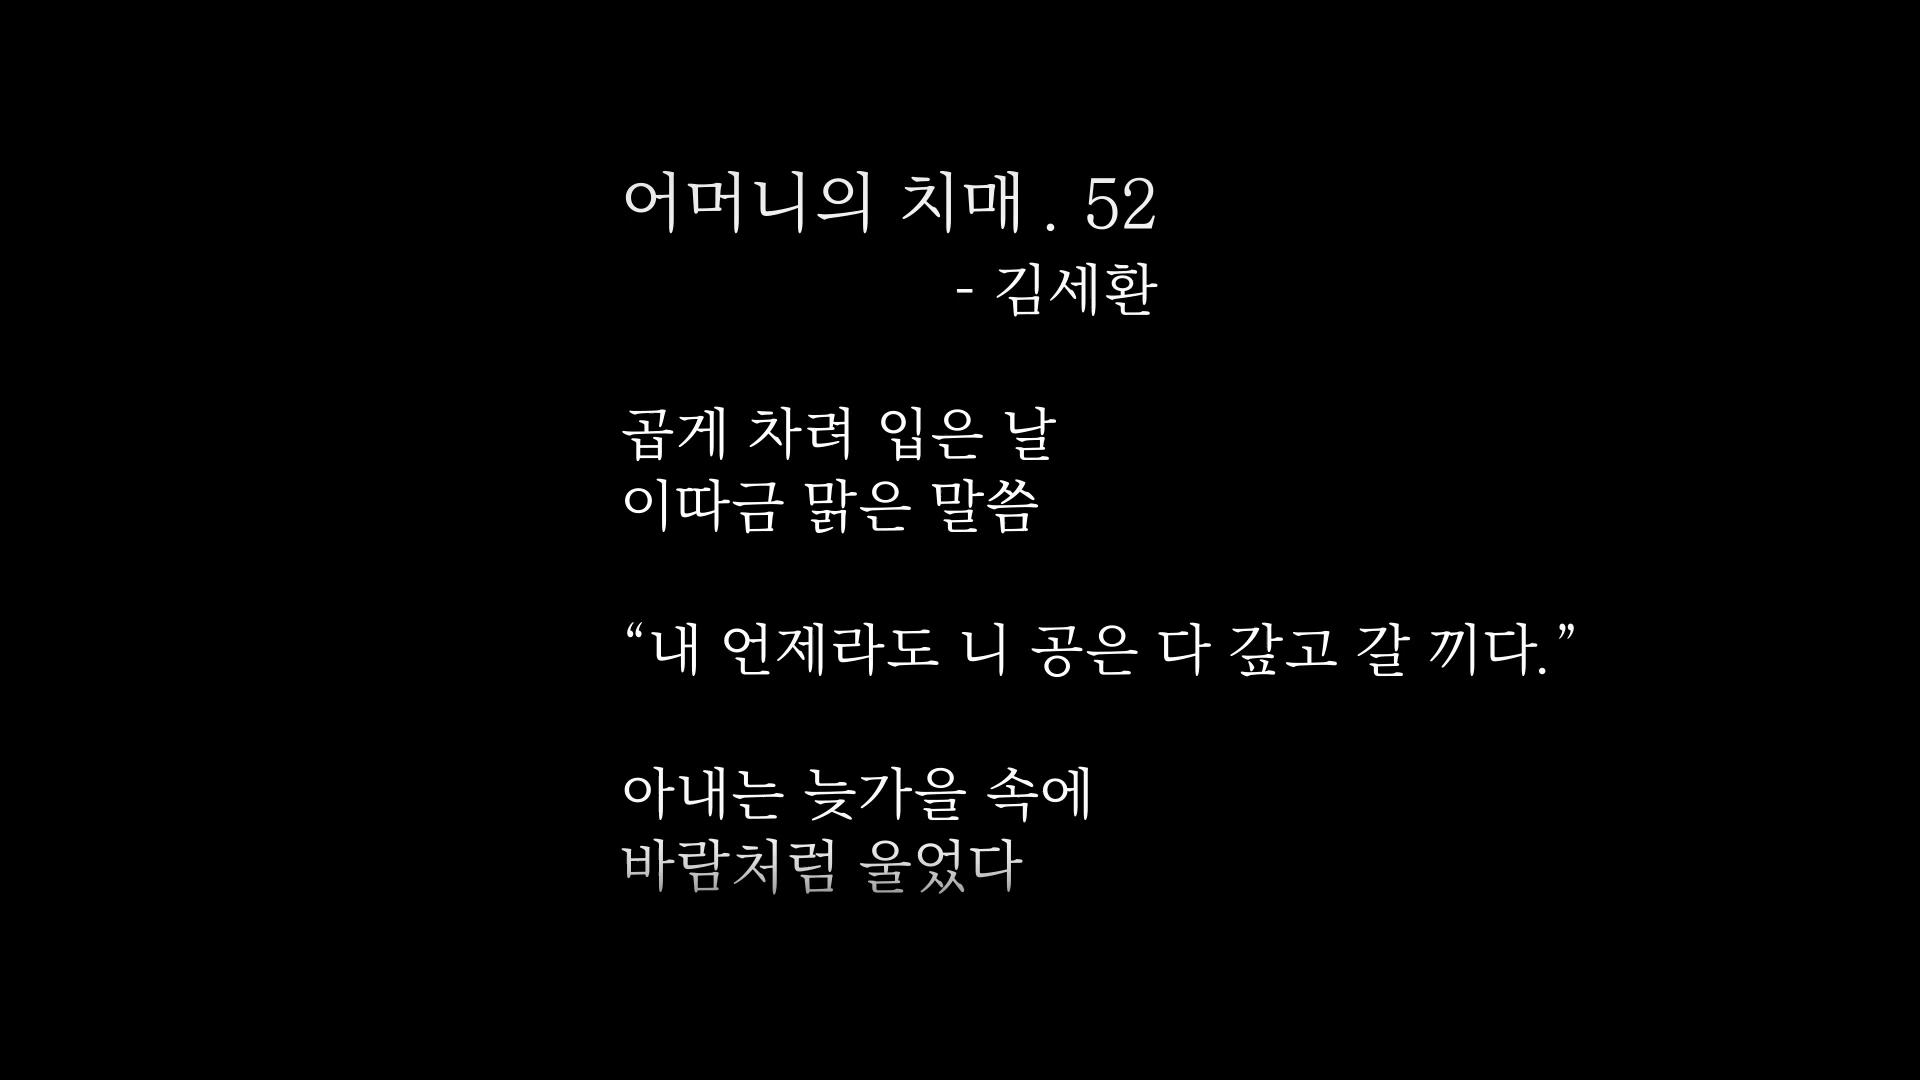 어머니의 치매 . 52
- 김세환
곱게 차려 입은 날
이따금 맑은 말씀
“내 언제라도 니 공은 다 갚고 갈 끼다.”
아내는 늦가을 속에
바람처럼 울었다